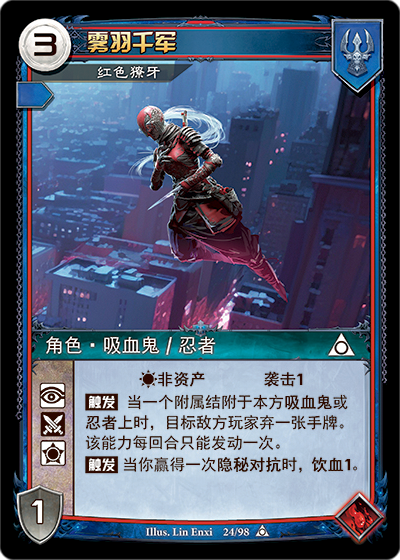 3
雾羽千军
红色獠牙
角色·吸血鬼 / 忍者
非资产 袭击1
触发 当一个附属结附于本方吸血鬼或
忍者上时，目标敌方玩家弃一张手牌。
该能力每回合只能发动一次。
触发 当你赢得一次隐秘对抗时，饮血1。
1
Illus. Lin Enxi 24/98